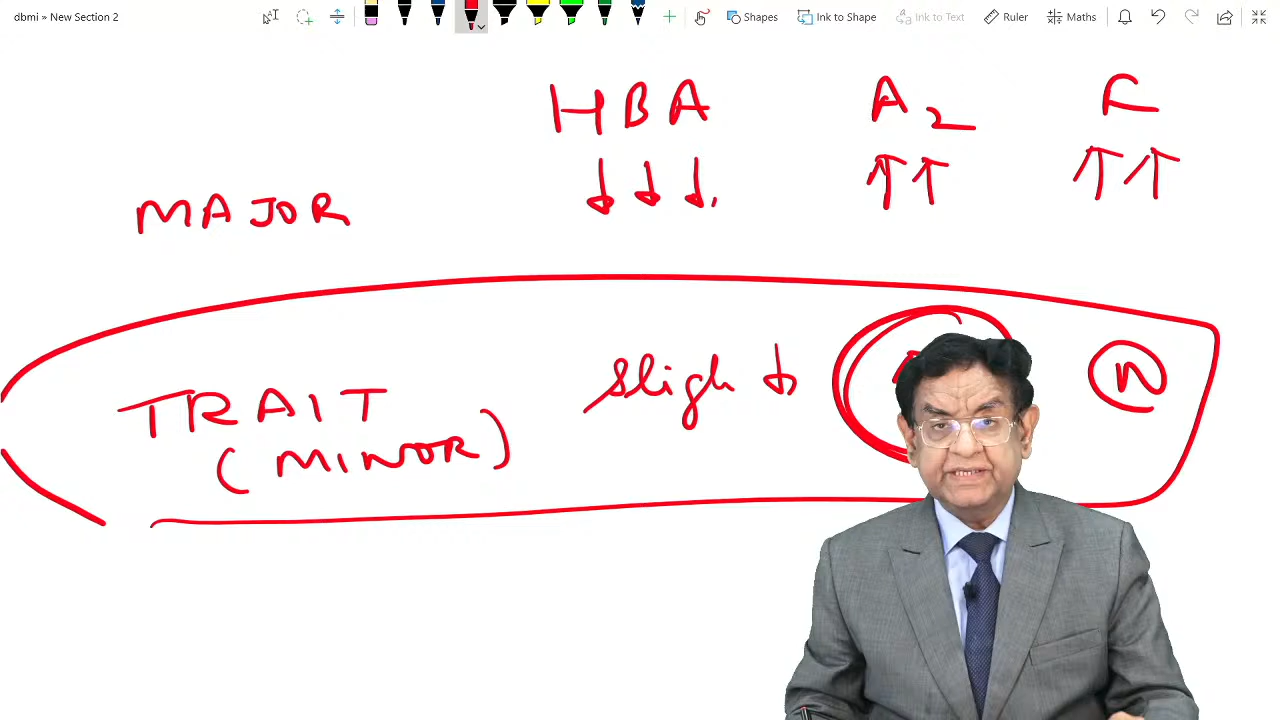 dbmi » New Section 2
Shapes Ink to Shape Ink to Text Ruler Maths
HBA A2 F
MAJOR ↓↓↓ ↑↑ ↑↑
TRAIT sligh ↓ N
(MINOR)